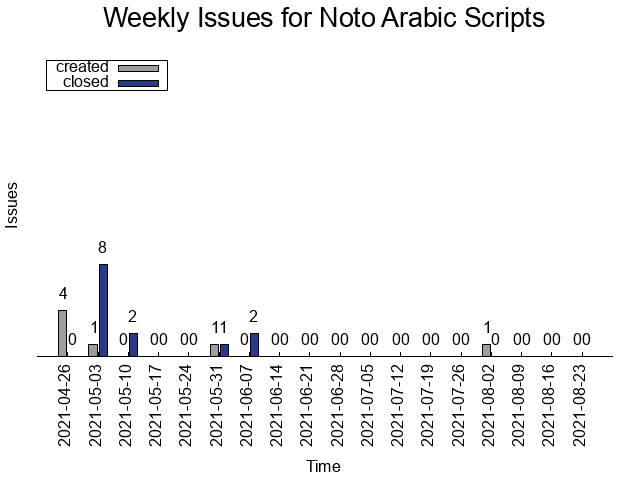 Weekly Issues for Noto Arabic Scripts
created
closed
Issues
8
4
1 2 11 2 1
0 0 00 00 0 00 00 00 00 00 00 00 0 00 00 00
2021-04-26
2021-05-03
2021-05-10
2021-05-17
2021-05-24
2021-05-31
2021-06-07
2021-06-14
2021-06-21
2021-06-28
2021-07-05
2021-07-12
2021-07-19
2021-07-26
2021-08-02
2021-08-09
2021-08-16
2021-08-23
Time